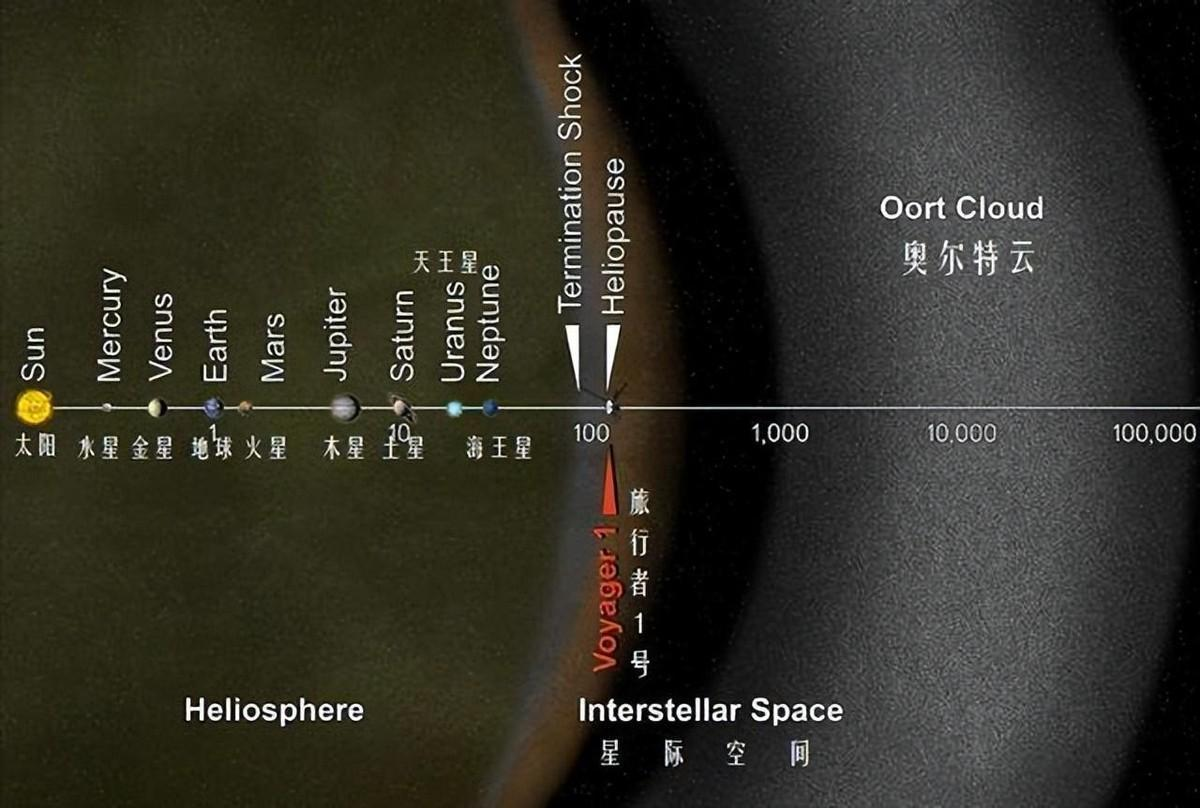 Termination Shock
Heliopause
Oort Cloud
奥尔特云
天王星
Sun
Mercury
Venus
Earth
Mars
Jupiter
Saturn
Uranus
Neptune
1
10
100
1,000
10,000
100,000
太阳
水星
金星
地球
火星
木星
土星
海王星
Voyager 1
旅行者1号
Heliosphere
Interstellar Space
星际空间